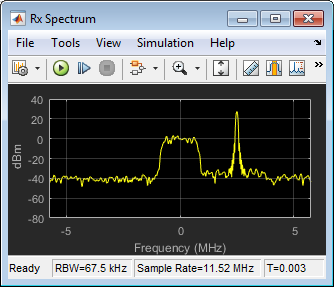 Rx Spectrum
File Tools View Simulation Help
40
20
0
-20
-40
-60
-80
dBm
-5 0 5
Frequency (MHz)
Ready RBW=67.5 kHz Sample Rate=11.52 MHz T=0.003